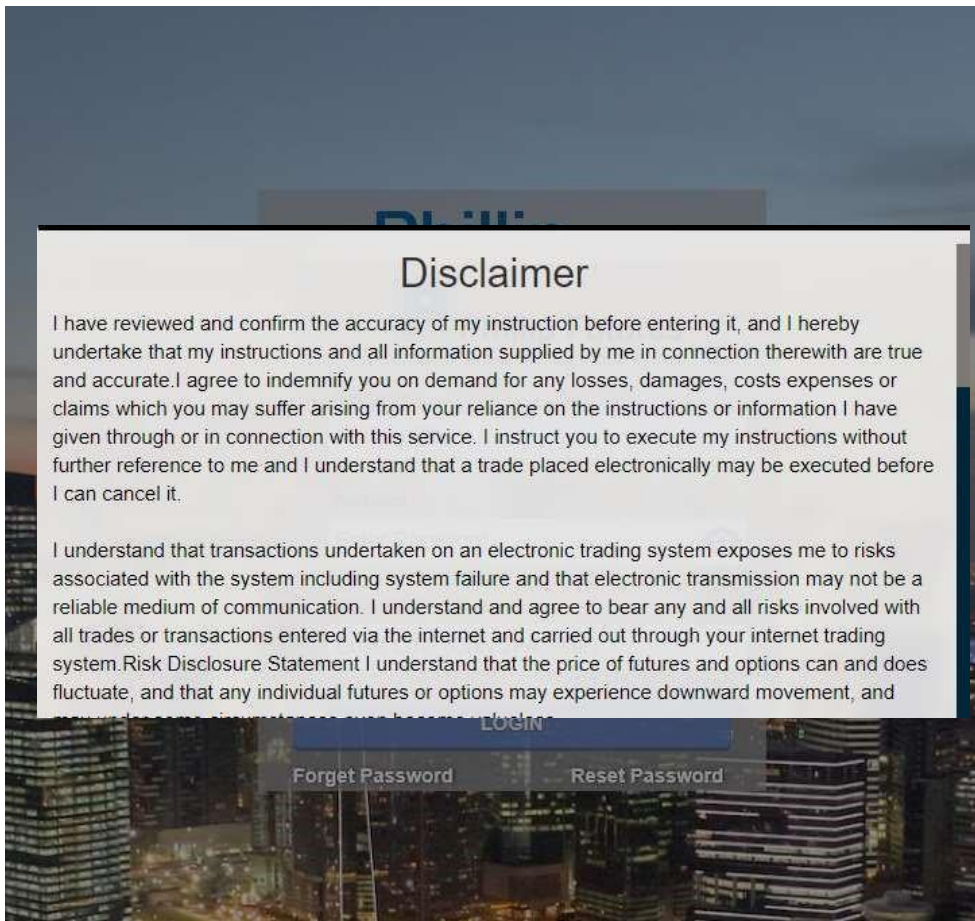 Phillip
Disclaimer
I have reviewed and confirm the accuracy of my instruction before entering it, and I hereby
undertake that my instructions and all information supplied by me in connection therewith are true
and accurate.I agree to indemnify you on demand for any losses, damages, costs expenses or
claims which you may suffer arising from your reliance on the instructions or information I have
given through or in connection with this service. I instruct you to execute my instructions without
further reference to me and I understand that a trade placed electronically may be executed before
I can cancel it.
I understand that transactions undertaken on an electronic trading system exposes me to risks
associated with the system including system failure and that electronic transmission may not be a
reliable medium of communication. I understand and agree to bear any and all risks involved with
all trades or transactions entered via the internet and carried out through your internet trading
system.Risk Disclosure Statement I understand that the price of futures and options can and does
fluctuate, and that any individual futures or options may experience downward movement, and
may under some circumstances even become valueless
LOGIN
Forget Password Reset Password